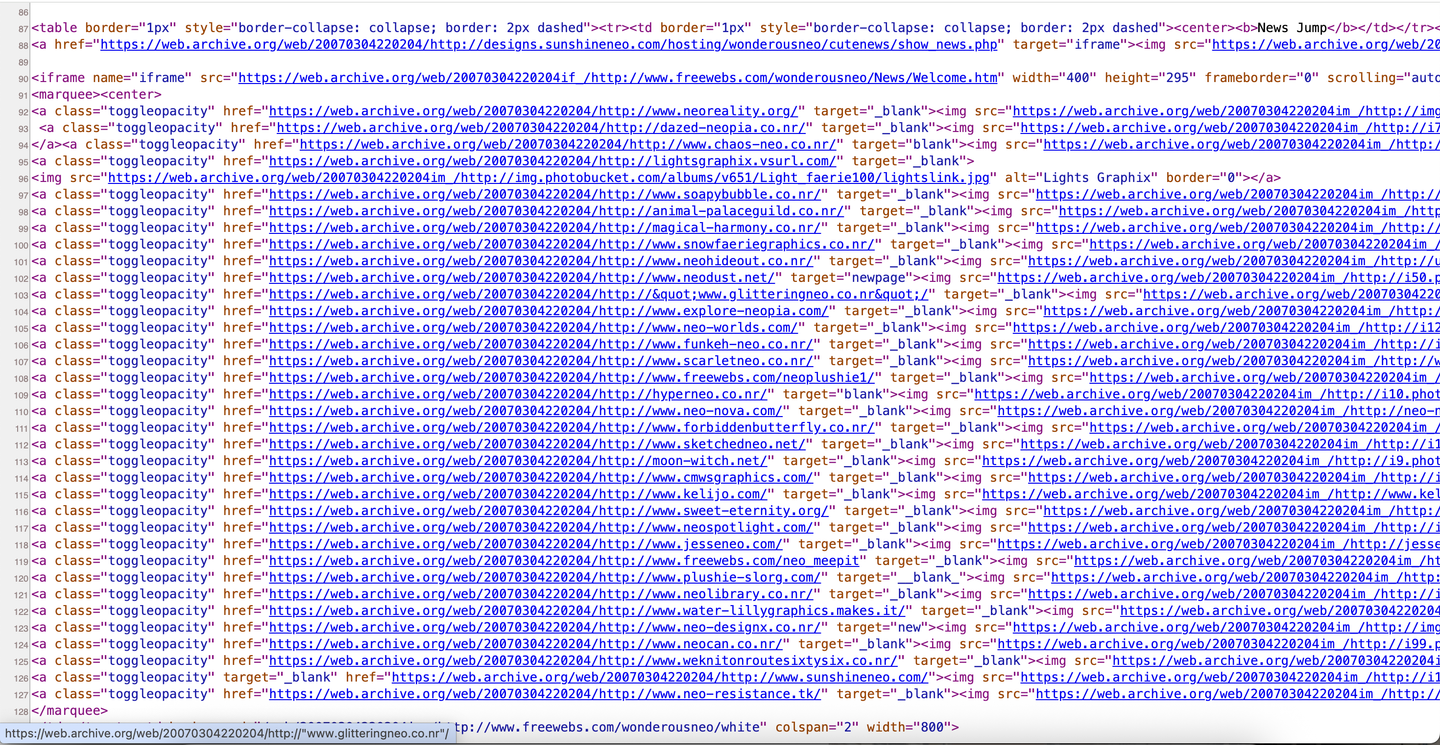 86
87 <table border="1px" style="border-collapse: collapse; border: 2px dashed"><tr><td border="1px" style="border-collapse: collapse; border: 2px dashed"><center><b>News Jump</b></td></tr><
88 <a href="https://web.archive.org/web/20070304220204/http://designs.sunshineneo.com/hosting/wonderousneo/cutenews/show_news.php" target="iframe"><img src="https://web.archive.org/web/20
89
90 <iframe name="iframe" src="https://web.archive.org/web/20070304220204if_/http://www.freewebs.com/wonderousneo/News/Welcome.htm" width="400" height="295" frameborder="0" scrolling="auto
91 <marquee><center>
92 <a class="toggleopacity" href="https://web.archive.org/web/20070304220204/http://www.neoreality.org/" target="_blank"><img src="https://web.archive.org/web/20070304220204im_/http://img
93 <a class="toggleopacity" href="https://web.archive.org/web/20070304220204/http://dazed-neopia.co.nr/" target="_blank"><img src="https://web.archive.org/web/20070304220204im_/http://i7
94 </a><a class="toggleopacity" href="https://web.archive.org/web/20070304220204/http://www.chaos-neo.co.nr/" target="blank"><img src="https://web.archive.org/web/20070304220204im_/http:/
95 <a class="toggleopacity" href="https://web.archive.org/web/20070304220204/http://lightsgraphix.vsurl.com/" target="_blank">
96 <img src="https://web.archive.org/web/20070304220204im_/http://img.photobucket.com/albums/v651/Light_faerie100/lightslink.jpg" alt="Lights Graphix" border="0"></a>
97 <a class="toggleopacity" href="https://web.archive.org/web/20070304220204/http://www.soapybubble.co.nr/" target="_blank"><img src="https://web.archive.org/web/20070304220204im_/http://
98 <a class="toggleopacity" href="https://web.archive.org/web/20070304220204/http://animal-palaceguild.co.nr/" target="_blank"><img src="https://web.archive.org/web/20070304220204im_/http
99 <a class="toggleopacity" href="https://web.archive.org/web/20070304220204/http://magical-harmony.co.nr/" target="_blank"><img src="https://web.archive.org/web/20070304220204im_/http://
100 <a class="toggleopacity" href="https://web.archive.org/web/20070304220204/http://www.snowfaeriegraphics.co.nr/" target="_blank"><img src="https://web.archive.org/web/20070304220204im_/
101 <a class="toggleopacity" href="https://web.archive.org/web/20070304220204/http://www.neohideout.co.nr/" target="_blank"><img src="https://web.archive.org/web/20070304220204im_/http://u
102 <a class="toggleopacity" href="https://web.archive.org/web/20070304220204/http://www.neodust.net/" target="newpage"><img src="https://web.archive.org/web/20070304220204im_/http://i50.p
103 <a class="toggleopacity" href="https://web.archive.org/web/20070304220204/http://&quot;www.glitteringneo.co.nr&quot;/" target="_blank"><img src="https://web.archive.org/web/20070304220
104 <a class="toggleopacity" href="https://web.archive.org/web/20070304220204/http://www.explore-neopia.com/" target="_blank"><img src="https://web.archive.org/web/20070304220204im_/http:/
105 <a class="toggleopacity" href="https://web.archive.org/web/20070304220204/http://www.neo-worlds.com/" target="_blank"><img src="https://web.archive.org/web/20070304220204im_/http://i12
106 <a class="toggleopacity" href="https://web.archive.org/web/20070304220204/http://www.funkeh-neo.co.nr/" target="_blank"><img src="https://web.archive.org/web/20070304220204im_/http://i
107 <a class="toggleopacity" href="https://web.archive.org/web/20070304220204/http://www.scarletneo.co.nr/" target="_blank"><img src="https://web.archive.org/web/20070304220204im_/http://w
108 <a class="toggleopacity" href="https://web.archive.org/web/20070304220204/http://www.freewebs.com/neoplushie1/" target="_blank"><img src="https://web.archive.org/web/20070304220204im_/
109 <a class="toggleopacity" href="https://web.archive.org/web/20070304220204/http://hyperneo.co.nr/" target="blank"><img src="https://web.archive.org/web/20070304220204im_/http://i10.phot
110 <a class="toggleopacity" href="https://web.archive.org/web/20070304220204/http://www.neo-nova.com/" target="_blank"><img src="https://web.archive.org/web/20070304220204im_/http://neo-n
111 <a class="toggleopacity" href="https://web.archive.org/web/20070304220204/http://www.forbiddenbutterfly.co.nr/" target="_blank"><img src="https://web.archive.org/web/20070304220204im_/
112 <a class="toggleopacity" href="https://web.archive.org/web/20070304220204/http://www.sketchedneo.net/" target="_blank"><img src="https://web.archive.org/web/20070304220204im_/http://i1
113 <a class="toggleopacity" href="https://web.archive.org/web/20070304220204/http://moon-witch.net/" target="_blank"><img src="https://web.archive.org/web/20070304220204im_/http://i9.phot
114 <a class="toggleopacity" href="https://web.archive.org/web/20070304220204/http://www.cmwsgraphics.com/" target="_blank"><img src="https://web.archive.org/web/20070304220204im_/http://i
115 <a class="toggleopacity" href="https://web.archive.org/web/20070304220204/http://www.kelijo.com/" target="_blank"><img src="https://web.archive.org/web/20070304220204im_/http://www.kel
116 <a class="toggleopacity" href="https://web.archive.org/web/20070304220204/http://www.sweet-eternity.org/" target="_blank"><img src="https://web.archive.org/web/20070304220204im_/http:/
117 <a class="toggleopacity" href="https://web.archive.org/web/20070304220204/http://www.neospotlight.com/" target="_blank"><img src="https://web.archive.org/web/20070304220204im_/http://i
118 <a class="toggleopacity" href="https://web.archive.org/web/20070304220204/http://www.jesseneo.com/" target="_blank"><img src="https://web.archive.org/web/20070304220204im_/http://jesse
119 <a class="toggleopacity" href="https://web.archive.org/web/20070304220204/http://www.freewebs.com/neo_meepit" target="_blank"><img src="https://web.archive.org/web/20070304220204im_/ht
120 <a class="toggleopacity" href="https://web.archive.org/web/20070304220204/http://www.plushie-slorg.com/" target="__blank_"><img src="https://web.archive.org/web/20070304220204im_/http:
121 <a class="toggleopacity" href="https://web.archive.org/web/20070304220204/http://www.neolibrary.co.nr/" target="_blank"><img src="https://web.archive.org/web/20070304220204im_/http://i
122 <a class="toggleopacity" href="https://web.archive.org/web/20070304220204/http://www.water-lillygraphics.makes.it/" target="_blank"><img src="https://web.archive.org/web/20070304220204
123 <a class="toggleopacity" href="https://web.archive.org/web/20070304220204/http://www.neo-designx.co.nr/" target="new"><img src="https://web.archive.org/web/20070304220204im_/http://img
124 <a class="toggleopacity" href="https://web.archive.org/web/20070304220204/http://www.neocan.co.nr/" target="_blank"><img src="https://web.archive.org/web/20070304220204im_/http://i99.p
125 <a class="toggleopacity" href="https://web.archive.org/web/20070304220204/http://www.weknitonroutesixtysix.co.nr/" target="_blank"><img src="https://web.archive.org/web/20070304220204i
126 <a class="toggleopacity" target="_blank" href="https://web.archive.org/web/20070304220204/http://www.sunshineneo.com/"><img src="https://web.archive.org/web/20070304220204im_/http://i1
127 <a class="toggleopacity" href="https://web.archive.org/web/20070304220204/http://www.neo-resistance.tk/" target="_blank"><img src="https://web.archive.org/web/20070304220204im_/http://
128 </marquee>
tp://www.freewebs.com/wonderousneo/white" colspan="2" width="800">
https://web.archive.org/web/20070304220204/http://"www.glitteringneo.co.nr"/